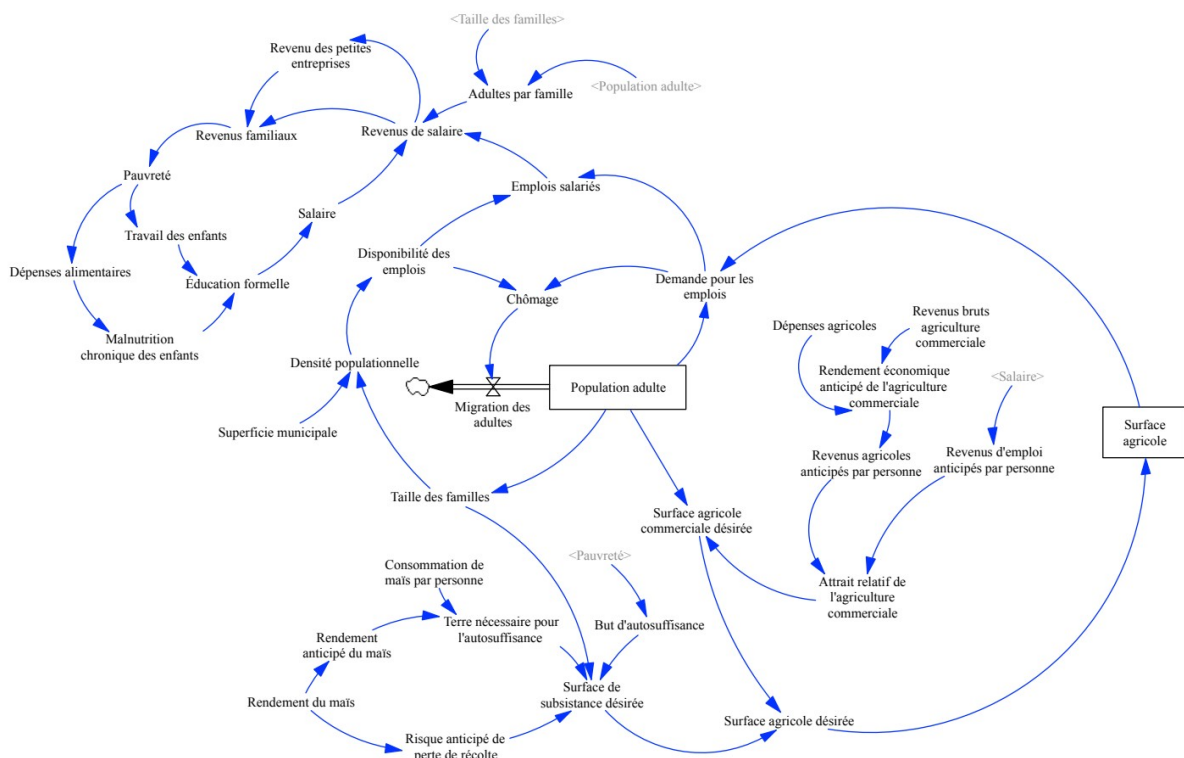 <Taille des familles>
Revenu des petites
entreprises
<Population adulte>
Adultes par famille
Revenus familiaux
Revenus de salaire
Pauvreté
Emplois salariés
Salaire
Travail des enfants
Disponibilité des
emplois
Dépenses alimentaires
Éducation formelle
Chômage
Demande pour les
emplois
Malnutrition
chronique des enfants
Densité populationnelle
Population adulte
Migration des
adultes
Superficie municipale
Dépenses agricoles
Revenus bruts
agriculture
commerciale
Rendement économique
anticipé de l'agriculture
commerciale
<Salaire>
Surface
agricole
Revenus agricoles
anticipés par personne
Revenus d'emploi
anticipés par personne
Taille des familles
Surface agricole
commerciale désirée
<Pauvreté>
Consommation de
maïs par personne
Attrait relatif de
l'agriculture
commerciale
Terre nécessaire pour
l'autosuffisance
But d'autosuffisance
Rendement
anticipé du maïs
Rendement du maïs
Surface de
subsistance désirée
Surface agricole désirée
Risque anticipé de
perte de récolte